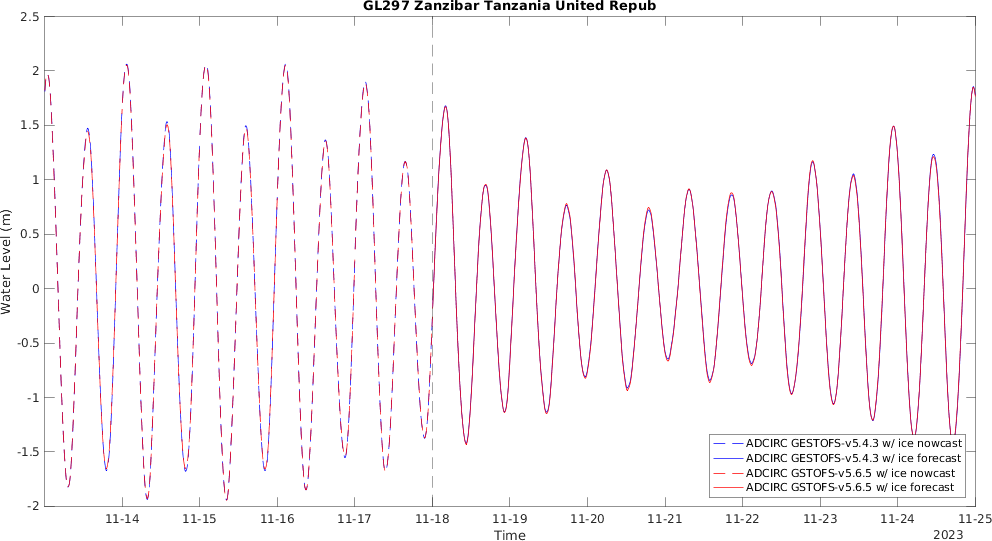 GL297 Zanzibar Tanzania United Repub
2.5
2
1.5
1
0.5
0
-0.5
-1
-1.5
-2
Water Level (m)
ADCIRC GESTOFS-v5.4.3 w/ ice nowcast
ADCIRC GESTOFS-v5.4.3 w/ ice forecast
ADCIRC GSTOFS-v5.6.5 w/ ice nowcast
ADCIRC GSTOFS-v5.6.5 w/ ice forecast
11-14 11-15 11-16 11-17 11-18 11-19 11-20 11-21 11-22 11-23 11-24 11-25
Time
2023